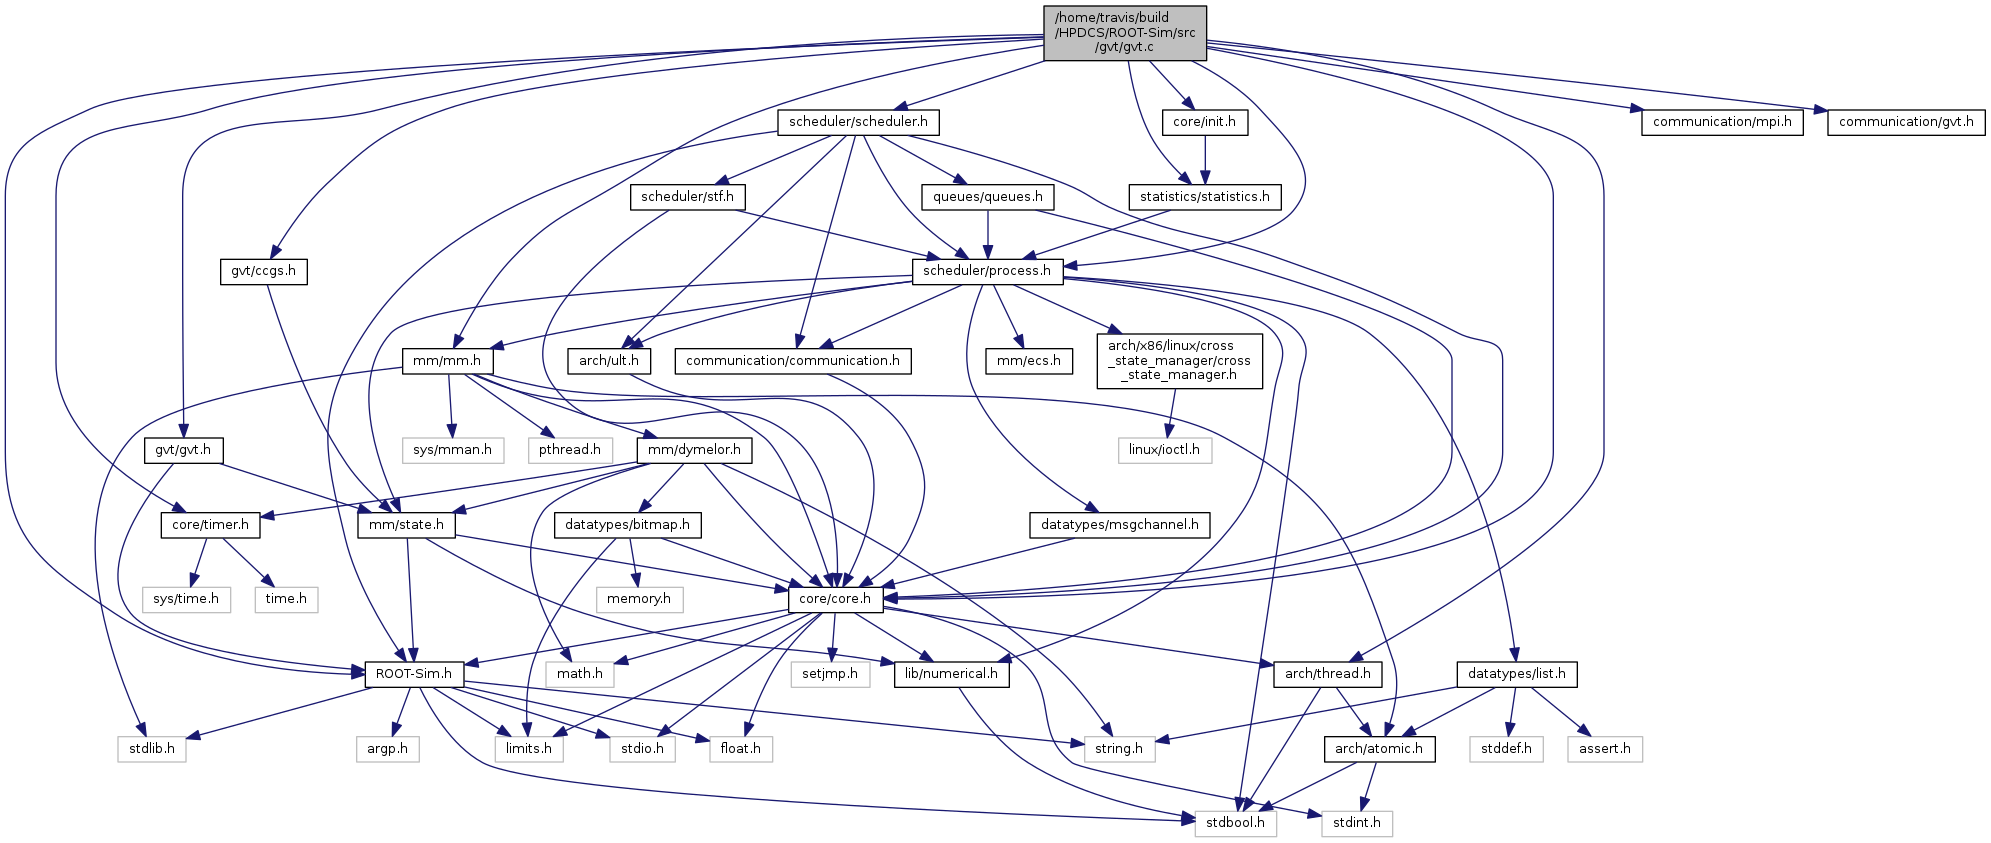 /home/travis/build
/HPDCS/ROOT-Sim/src
/gvt/gvt.c
scheduler/scheduler.h
core/init.h
communication/mpi.h
communication/gvt.h
scheduler/stf.h
queues/queues.h
statistics/statistics.h
gvt/ccgs.h
scheduler/process.h
mm/mm.h
arch/ult.h
communication/communication.h
mm/ecs.h
arch/x86/linux/cross
_state_manager/cross
_state_manager.h
gvt/gvt.h
sys/mman.h
pthread.h
mm/dymelor.h
linux/ioctl.h
core/timer.h
mm/state.h
datatypes/bitmap.h
datatypes/msgchannel.h
sys/time.h
time.h
memory.h
core/core.h
ROOT-Sim.h
math.h
setjmp.h
lib/numerical.h
arch/thread.h
datatypes/list.h
stdlib.h
argp.h
limits.h
stdio.h
float.h
string.h
arch/atomic.h
stddef.h
assert.h
stdbool.h
stdint.h